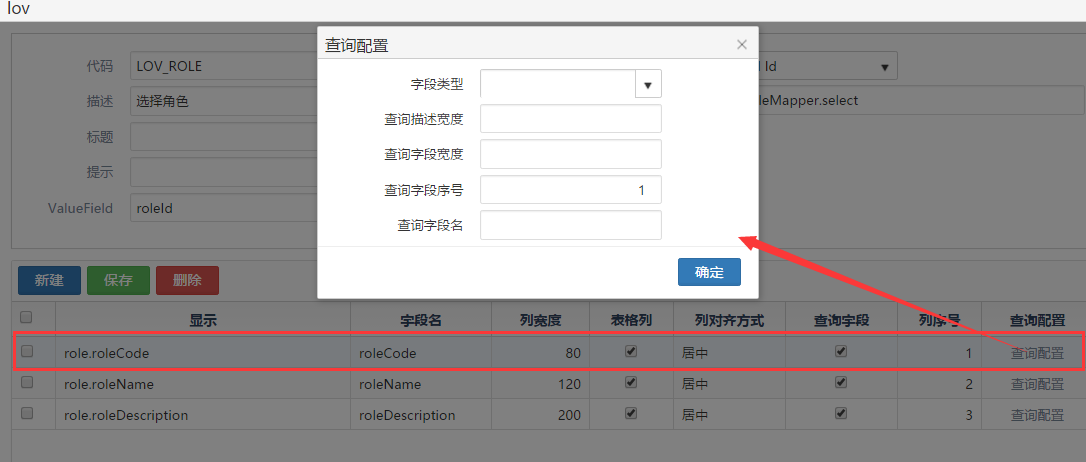 lov
查询配置 ×
代码 LOV_ROLE Id
描述 选择角色 leMapper.select
标题
提示
ValueField roleId
字段类型
查询描述宽度
查询字段宽度
查询字段序号 1
查询字段名
确定
新建 保存 删除
显示 字段名 列宽度 表格列 列对齐方式 查询字段 列序号 查询配置
role.roleCode roleCode 80 居中 1 查询配置
role.roleName roleName 120 居中 2 查询配置
role.roleDescription roleDescription 200 居中 3 查询配置